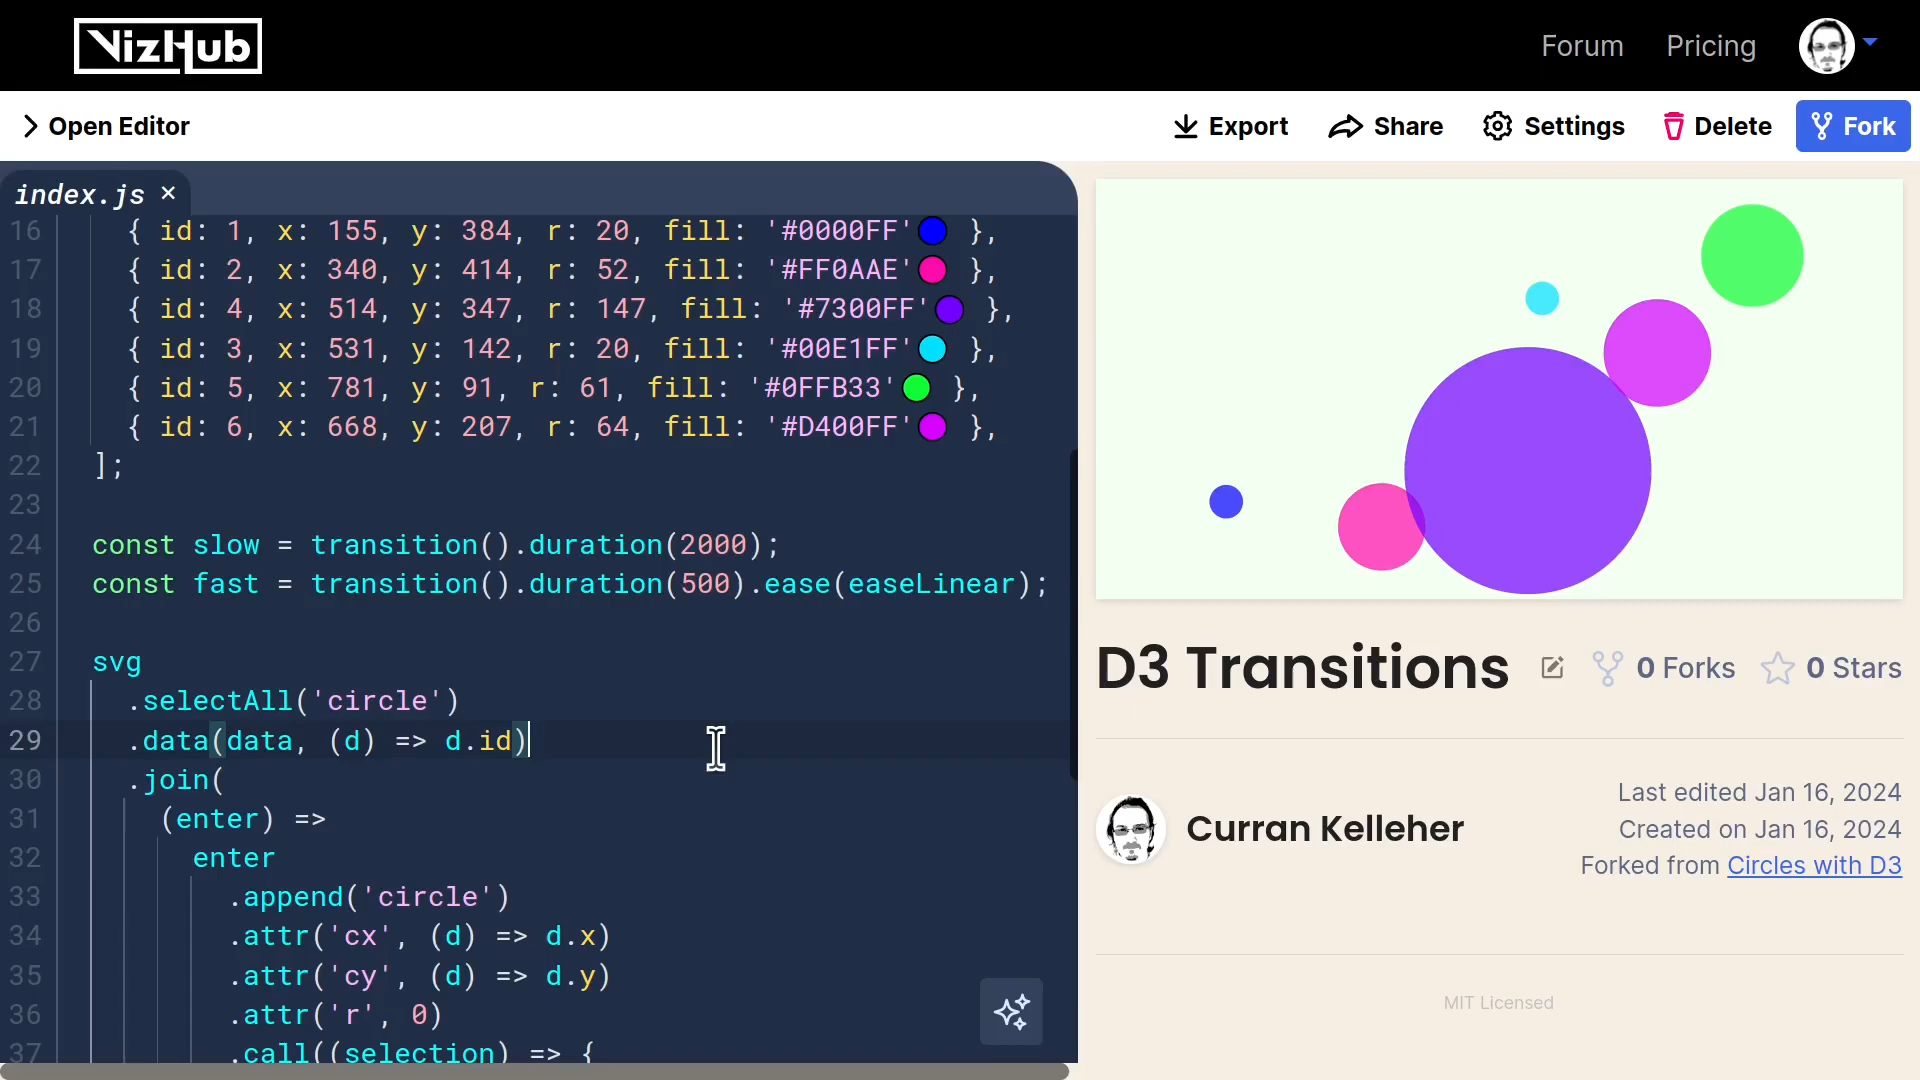 VizHub
Forum
Pricing
Open Editor
Export
Share
Settings
Delete
Fork
index.js ×
16 { id: 1, x: 155, y: 384, r: 20, fill: '#0000FF' },
17 { id: 2, x: 340, y: 414, r: 52, fill: '#FF0AAE' },
18 { id: 4, x: 514, y: 347, r: 147, fill: '#7300FF' },
19 { id: 3, x: 531, y: 142, r: 20, fill: '#00E1FF' },
20 { id: 5, x: 781, y: 91, r: 61, fill: '#0FFB33' },
21 { id: 6, x: 668, y: 207, r: 64, fill: '#D400FF' },
22 ];
23
24 const slow = transition().duration(2000);
25 const fast = transition().duration(500).ease(easeLinear);
26
27 svg
28 .selectAll('circle')
29 .data(data, (d) => d.id)
30 .join(
31 (enter) =>
32 enter
33 .append('circle')
34 .attr('cx', (d) => d.x)
35 .attr('cy', (d) => d.y)
36 .attr('r', 0)
37 .call((selection) => {
D3 Transitions
0 Forks
0 Stars
Curran Kelleher
Last edited Jan 16, 2024
Created on Jan 16, 2024
Forked from Circles with D3
MIT Licensed